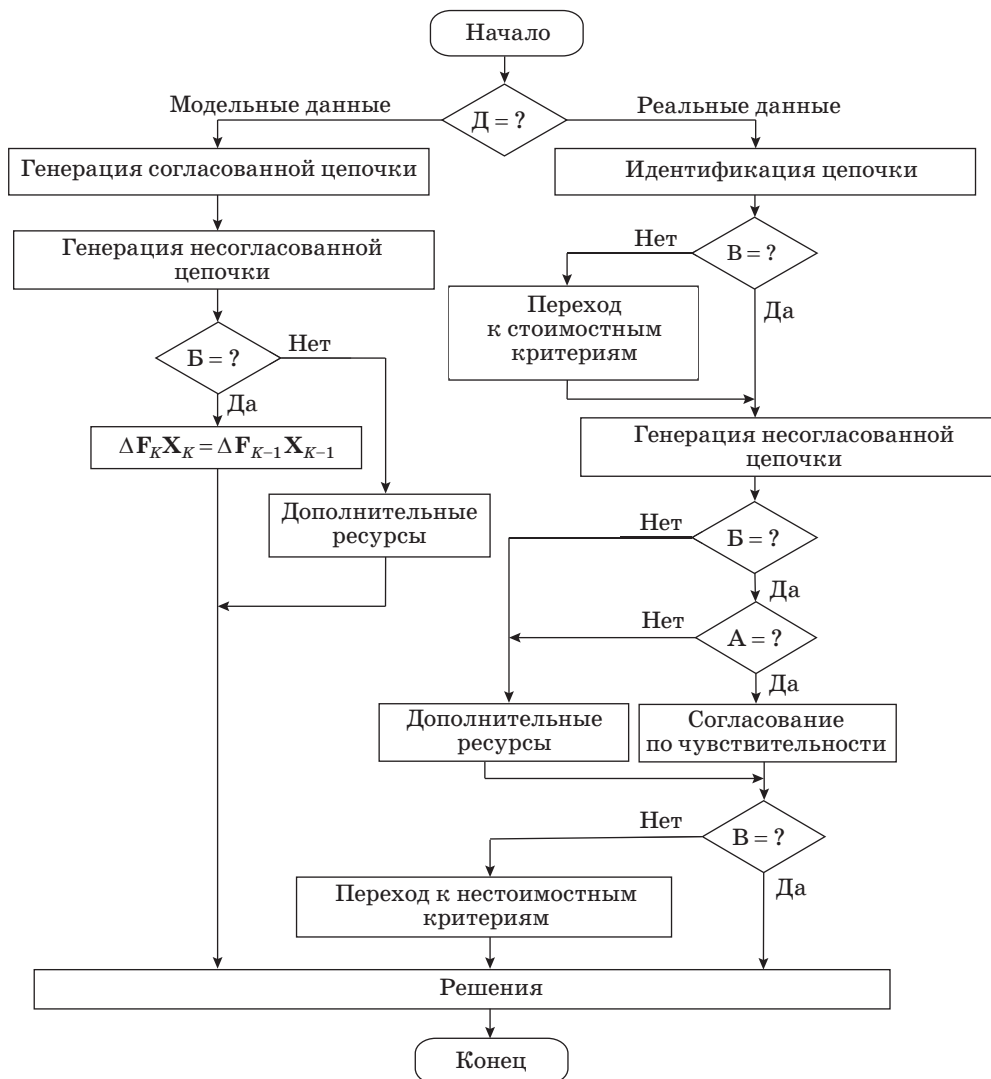 Начало
Модельные данные
Реальные данные
Д = ?
Генерация согласованной цепочки
Идентификация цепочки
Генерация несогласованной
цепочки
Нет
В = ?
Переход
к стоимостным
критериям
Да
Б = ?
Нет
Да
ΔF_K X_K = ΔF_{K−1} X_{K−1}
Генерация несогласованной
цепочки
Дополнительные
ресурсы
Нет
Б = ?
Да
Нет
А = ?
Да
Дополнительные
ресурсы
Согласование
по чувствительности
Нет
В = ?
Да
Переход к нестоимостным
критериям
Решения
Конец